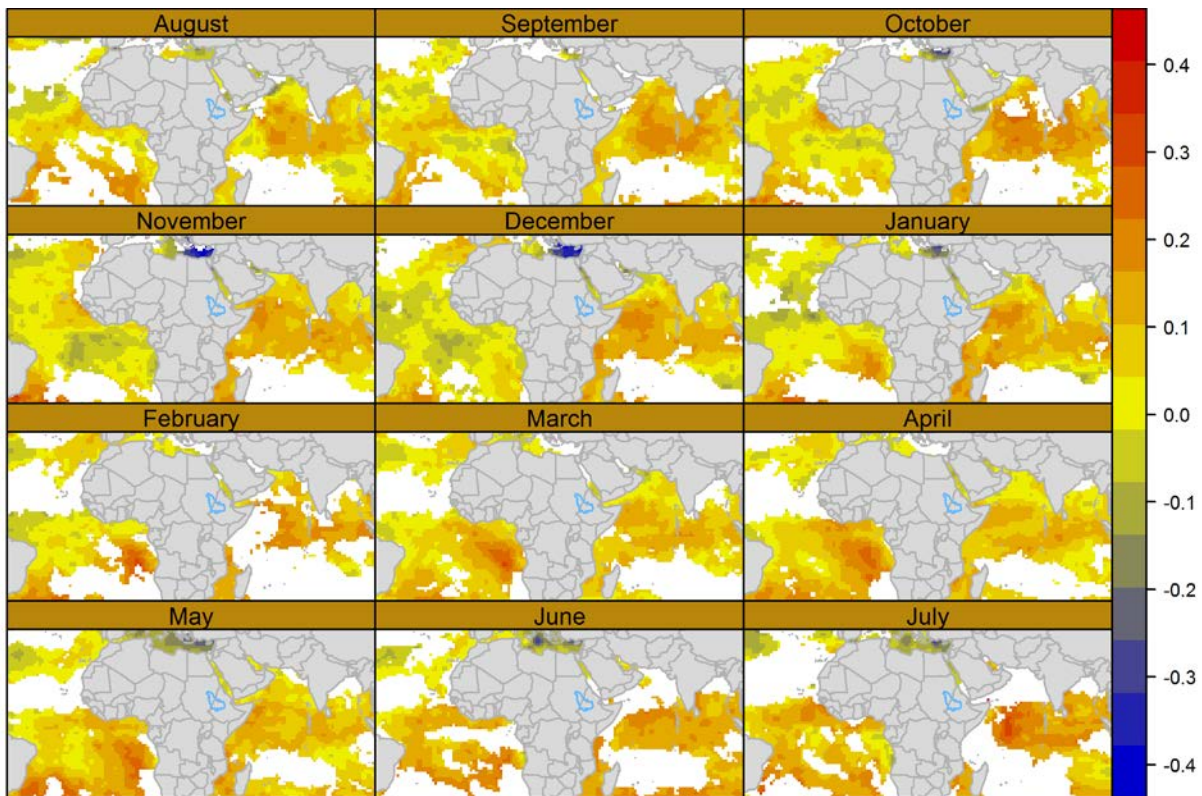 August
September
October
November
December
January
February
March
April
May
June
July
0.4
0.3
0.2
0.1
0.0
-0.1
-0.2
-0.3
-0.4